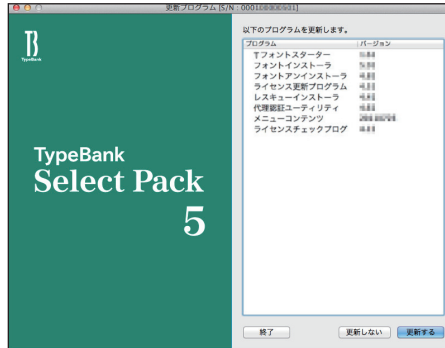 更新プログラム [S/N : 0001
以下のプログラムを更新します。
プログラム バージョン
Tフォントスターター
フォントインストーラ
フォントアンインストーラ
ライセンス更新プログラム
レスキューインストーラ
代理認証ユーティリティ
メニューコンテンツ
ライセンスチェックプログ
TypeBank
TypeBank
Select Pack
5
終了 更新しない 更新する